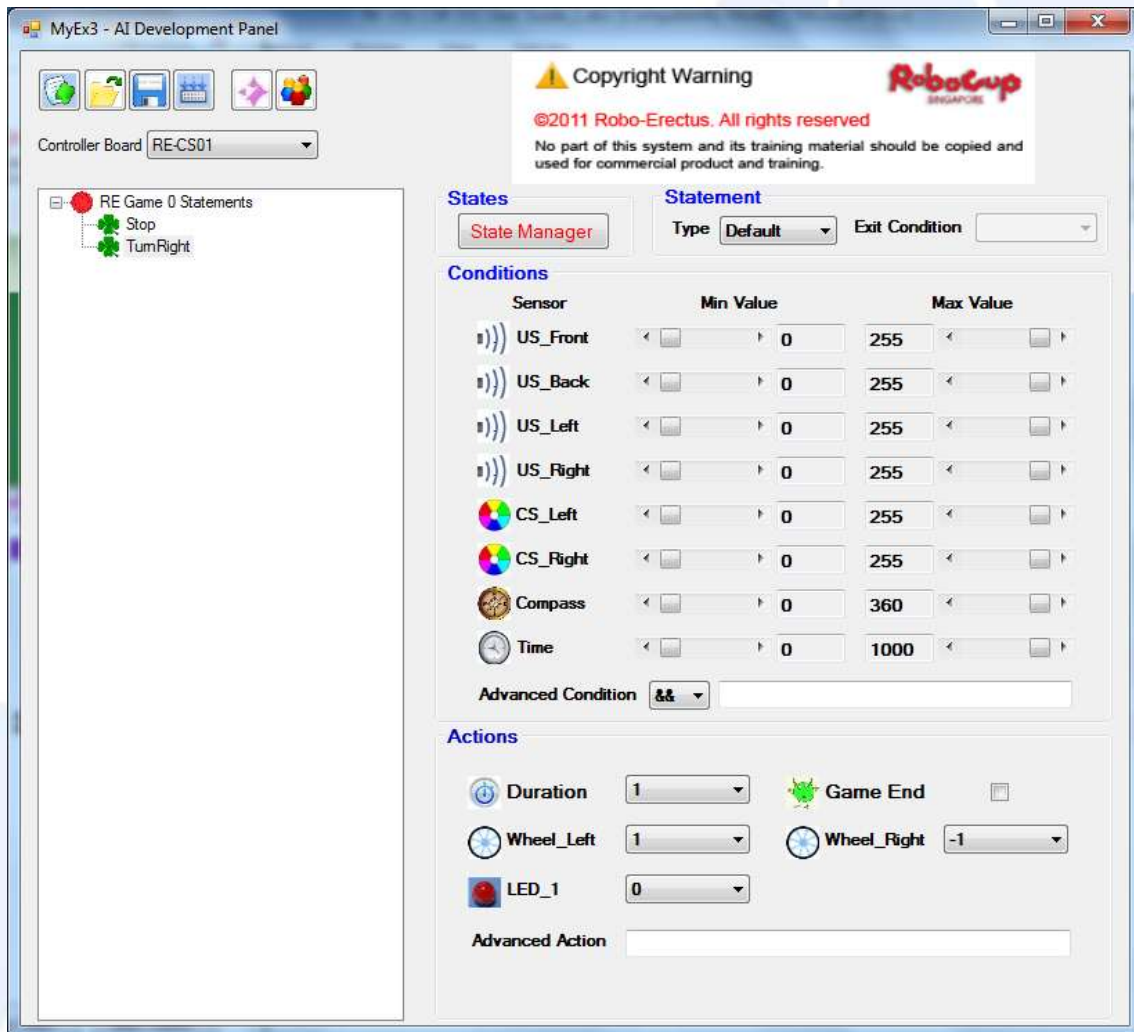 MyEx3 - AI Development Panel
Copyright Warning
RoboCup
SINGAPORE
©2011 Robo-Erectus. All rights reserved
No part of this system and its training material should be copied and
used for commercial product and training.
Controller Board RE-CS01
RE Game 0 Statements
Stop
TurnRight
States
State Manager
Statement
Type Default Exit Condition
Conditions
Sensor Min Value Max Value
US_Front 0 255
US_Back 0 255
US_Left 0 255
US_Right 0 255
CS_Left 0 255
CS_Right 0 255
Compass 0 360
Time 0 1000
Advanced Condition &&
Actions
Duration 1 Game End
Wheel_Left 1 Wheel_Right -1
LED_1 0
Advanced Action